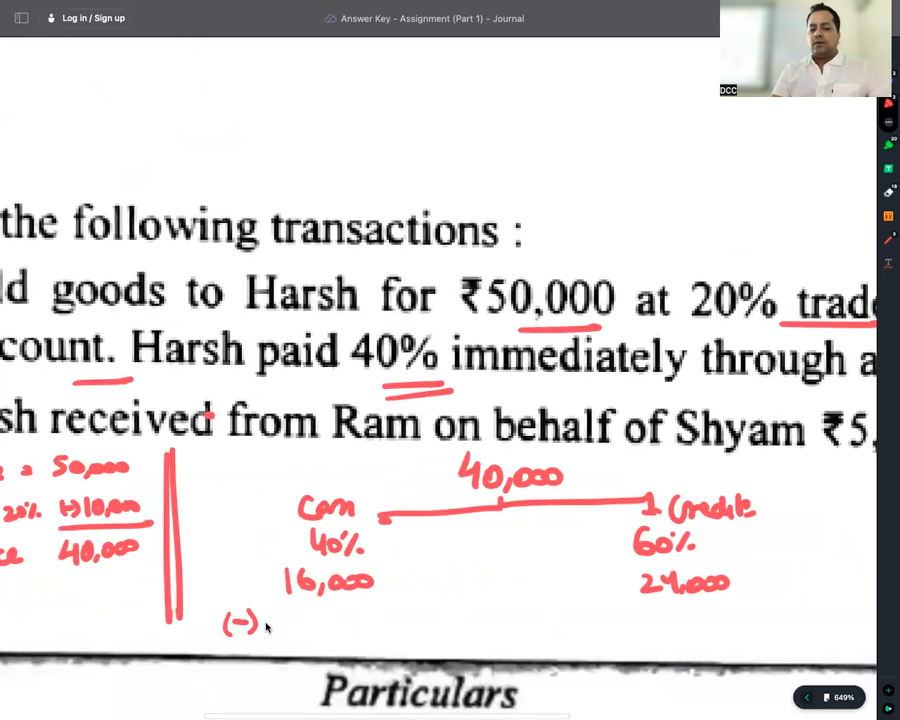 Log in / Sign up
Answer Key - Assignment (Part 1) - Journal
DCC
the following transactions :
ld goods to Harsh for ₹50,000 at 20% trad
count. Harsh paid 40% immediately through a
sh received from Ram on behalf of Shyam ₹5,
= 50,000
20% (-) 10,000
40,000
40,000
Cash Credit
40% 60%
16,000 24,000
(-)
Particulars
649%